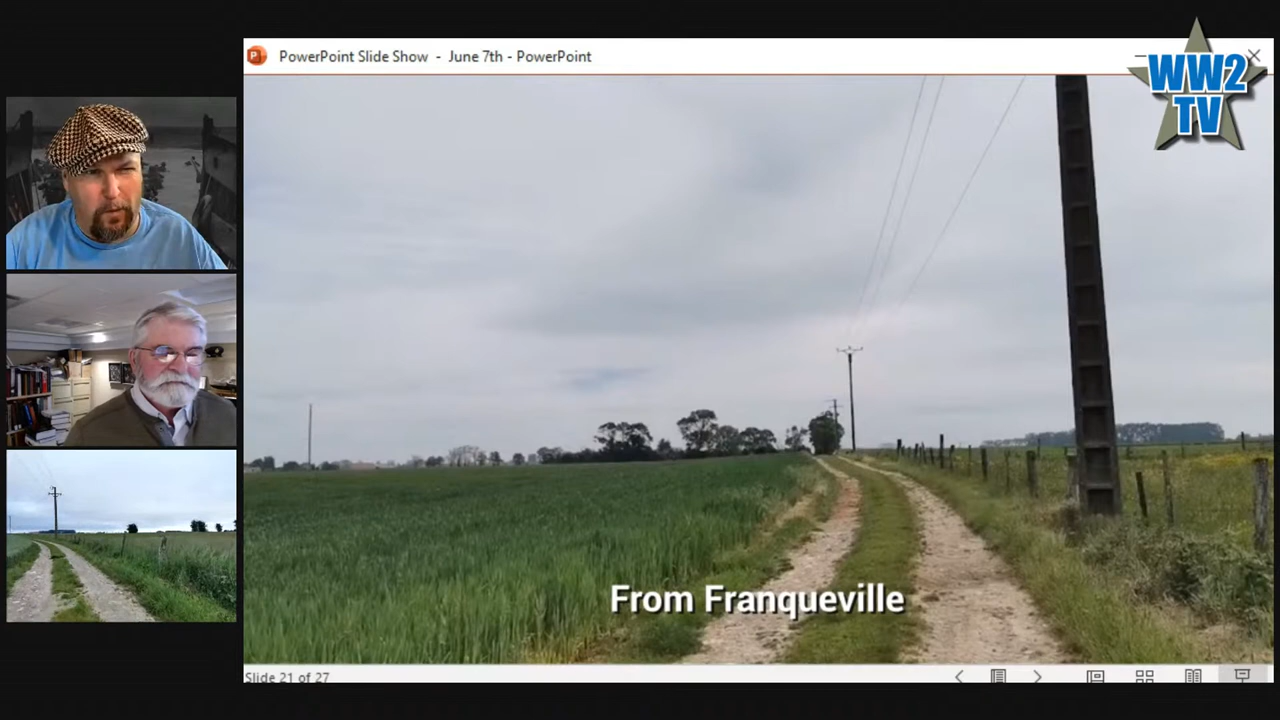 PowerPoint Slide Show - June 7th - PowerPoint
WW2
TV
From Franqueville
Slide 21 of 27